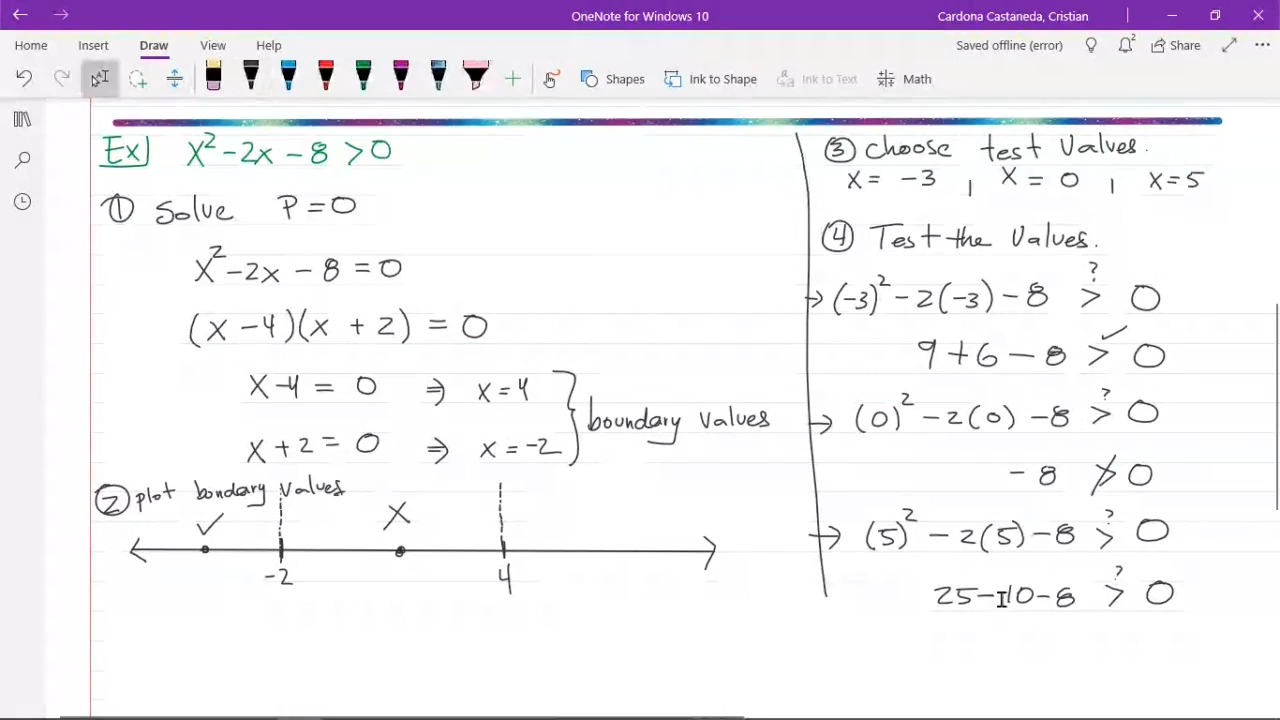 OneNote for Windows 10
Cardona Castaneda, Cristian
Home Insert Draw View Help
Saved offline (error)
2
Share
Shapes
Ink to Shape
Ink to Text
Math
Ex] x² -2x -8 >0
① Solve P=0
x² -2x -8 =0
(x -4)(x + 2) = 0
x-4 = 0 ⇒ x=4
x+2= 0 ⇒ x=-2
} boundary values
② plot bondary values
✓ X
-2 4
③ choose test values.
x= -3 , x = 0 , x=5
④ Test the values.
→ (-3)² -2(-3) -8 >? 0
9+6-8 >✓ 0
→ (0)² -2(0) -8 >? 0
-8 ≯ 0
→ (5)² -2(5) -8 >? 0
25-10-8 >? 0